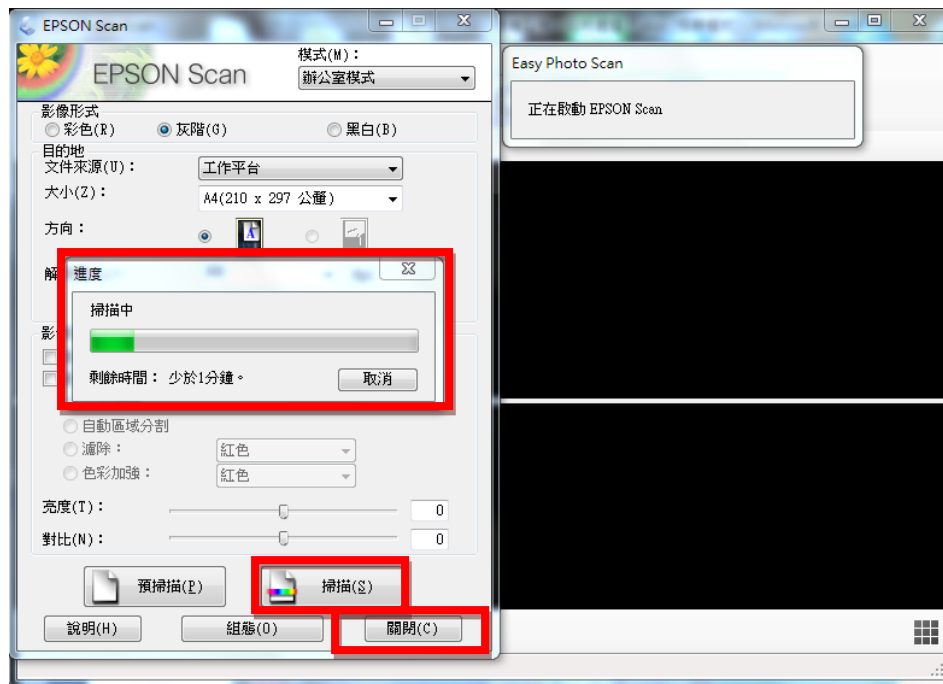 EPSON Scan
EPSON Scan
模式(M)：
辦公室模式
影像形式
彩色(R)
灰階(G)
黑白(B)
目的地
文件來源(U)：
工作平台
大小(Z)：
A4(210 x 297 公釐)
方向：
解
進度
掃描中
剩餘時間： 少於1分鐘。
取消
影
自動區域分割
濾除：
紅色
色彩加強：
紅色
亮度(T)：
0
對比(N)：
0
預掃描(P)
掃描(S)
說明(H)
組態(O)
關閉(C)
Easy Photo Scan
正在啟動 EPSON Scan